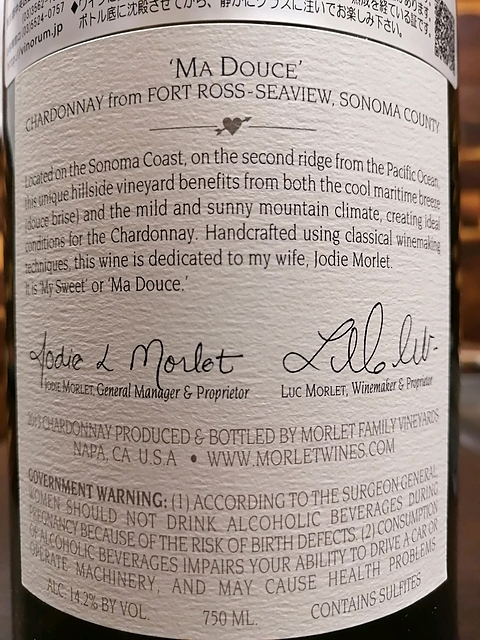 (03)6524-0757
vinorum.jp
ボトル底に沈殿させてから、静かにグラスに注いでお楽しみ下さい。
'MA DOUCE'
CHARDONNAY from FORT ROSS-SEAVIEW, SONOMA COUNTY
Located on the Sonoma Coast, on the second ridge from the Pacific Ocean,
this unique hillside vineyard benefits from both the cool maritime breeze
(douce brise) and the mild and sunny mountain climate, creating ideal
conditions for the Chardonnay. Handcrafted using classical winemaking
techniques, this wine is dedicated to my wife, Jodie Morlet.
It is 'My Sweet' or 'Ma Douce.'
Jodie L Morlet
JODIE MORLET, General Manager & Proprietor
LUC MORLET, Winemaker & Proprietor
CHARDONNAY PRODUCED & BOTTLED BY MORLET FAMILY VINEYARDS
NAPA, CA U.S.A • WWW.MORLETWINES.COM
GOVERNMENT WARNING: (1) ACCORDING TO THE SURGEON GENERAL,
WOMEN SHOULD NOT DRINK ALCOHOLIC BEVERAGES DURING
PREGNANCY BECAUSE OF THE RISK OF BIRTH DEFECTS. (2) CONSUMPTION
OF ALCOHOLIC BEVERAGES IMPAIRS YOUR ABILITY TO DRIVE A CAR OR
OPERATE MACHINERY, AND MAY CAUSE HEALTH PROBLEMS
ALC. 14.2% BY VOL.
750 ML.
CONTAINS SULFITES